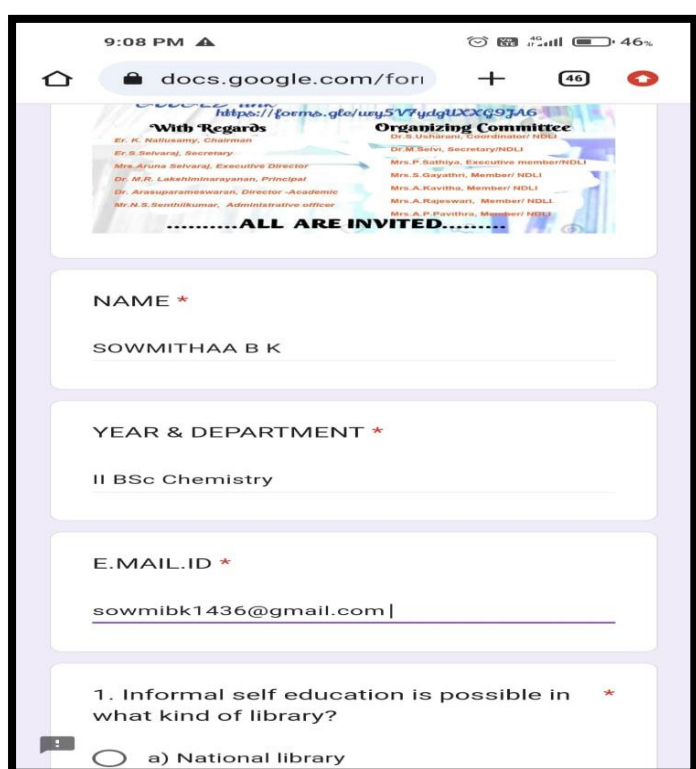 9:08 PM
4G 46%
docs.google.com/fori
46
https://forms.gle/uxy5V7ydgUXXG9JA6
With Regards
Er. K. Nallusamy, Chairman
Er.S.Selvaraj, Secretary
Mrs.Aruna Selvaraj, Executive Director
Dr. M.R. Lakshiminarayanan, Principal
Dr. Arasuparameswaran, Director -Academic
Mr.N.S.Senthilkumar, Administrative officer
Organizing Committee
Dr.S.Usharani, Coordinator/ NDLI
Dr.M.Selvi, Secretary/NDLI
Mrs.P.Sathiya, Executive member/NDLI
Mrs.S.Gayathri, Member/ NDLI
Mrs.A.Kavitha, Member/ NDLI
Mrs.A.Rajeswari, Member/ NDLI
Mrs.A.P.Pavithra, Member/ NDLI
..........ALL ARE INVITED.........
NAME *
SOWMITHAA B K
YEAR & DEPARTMENT *
II BSc Chemistry
E.MAIL.ID *
sowmibk1436@gmail.com
1. Informal self education is possible in *
what kind of library?
a) National library